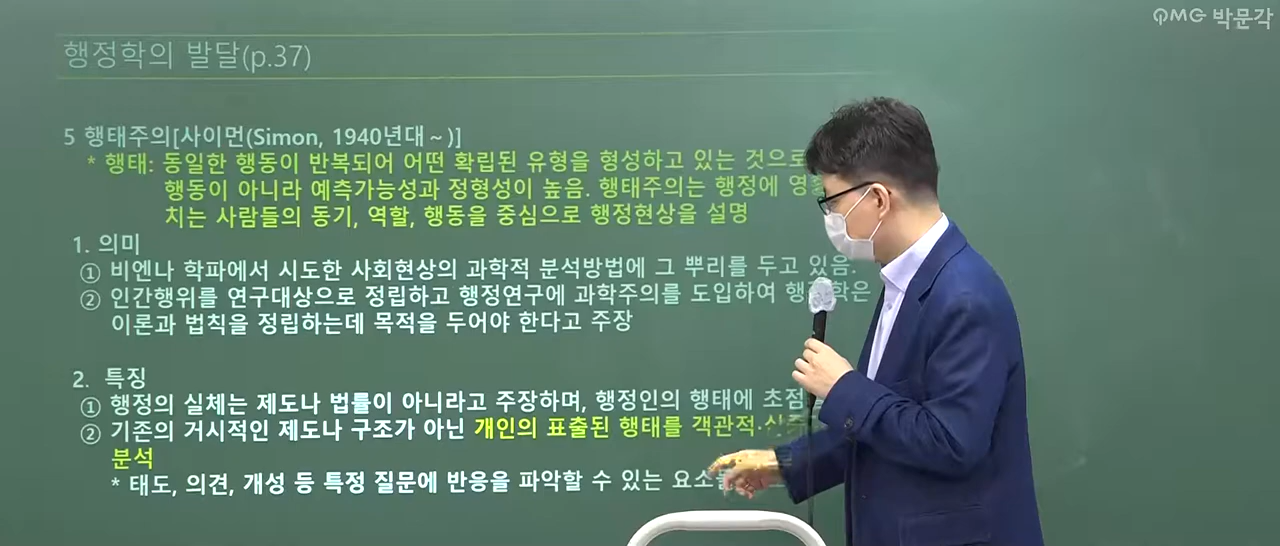 PMG 박문각
행정학의 발달(p.37)
5 행태주의[사이먼(Simon, 1940년대~)]
* 행태: 동일한 행동이 반복되어 어떤 확립된 유형을 형성하고 있는 것으로
행동이 아니라 예측가능성과 정형성이 높음. 행태주의는 행정에
치는 사람들의 동기, 역할, 행동을 중심으로 행정현상을 설명
1. 의미
① 비엔나 학파에서 시도한 사회현상의 과학적 분석방법에 그 뿌리를 두고 있음.
② 인간행위를 연구대상으로 정립하고 행정연구에 과학주의를 도입하여 행정학은
이론과 법칙을 정립하는데 목적을 두어야 한다고 주장
2. 특징
① 행정의 실체는 제도나 법률이 아니라고 주장하며, 행정인의 행태에 초점
② 기존의 거시적인 제도나 구조가 아닌 개인의 표출된 행태를 객관적·
분석
* 태도, 의견, 개성 등 특정 질문에 반응을 파악할 수 있는